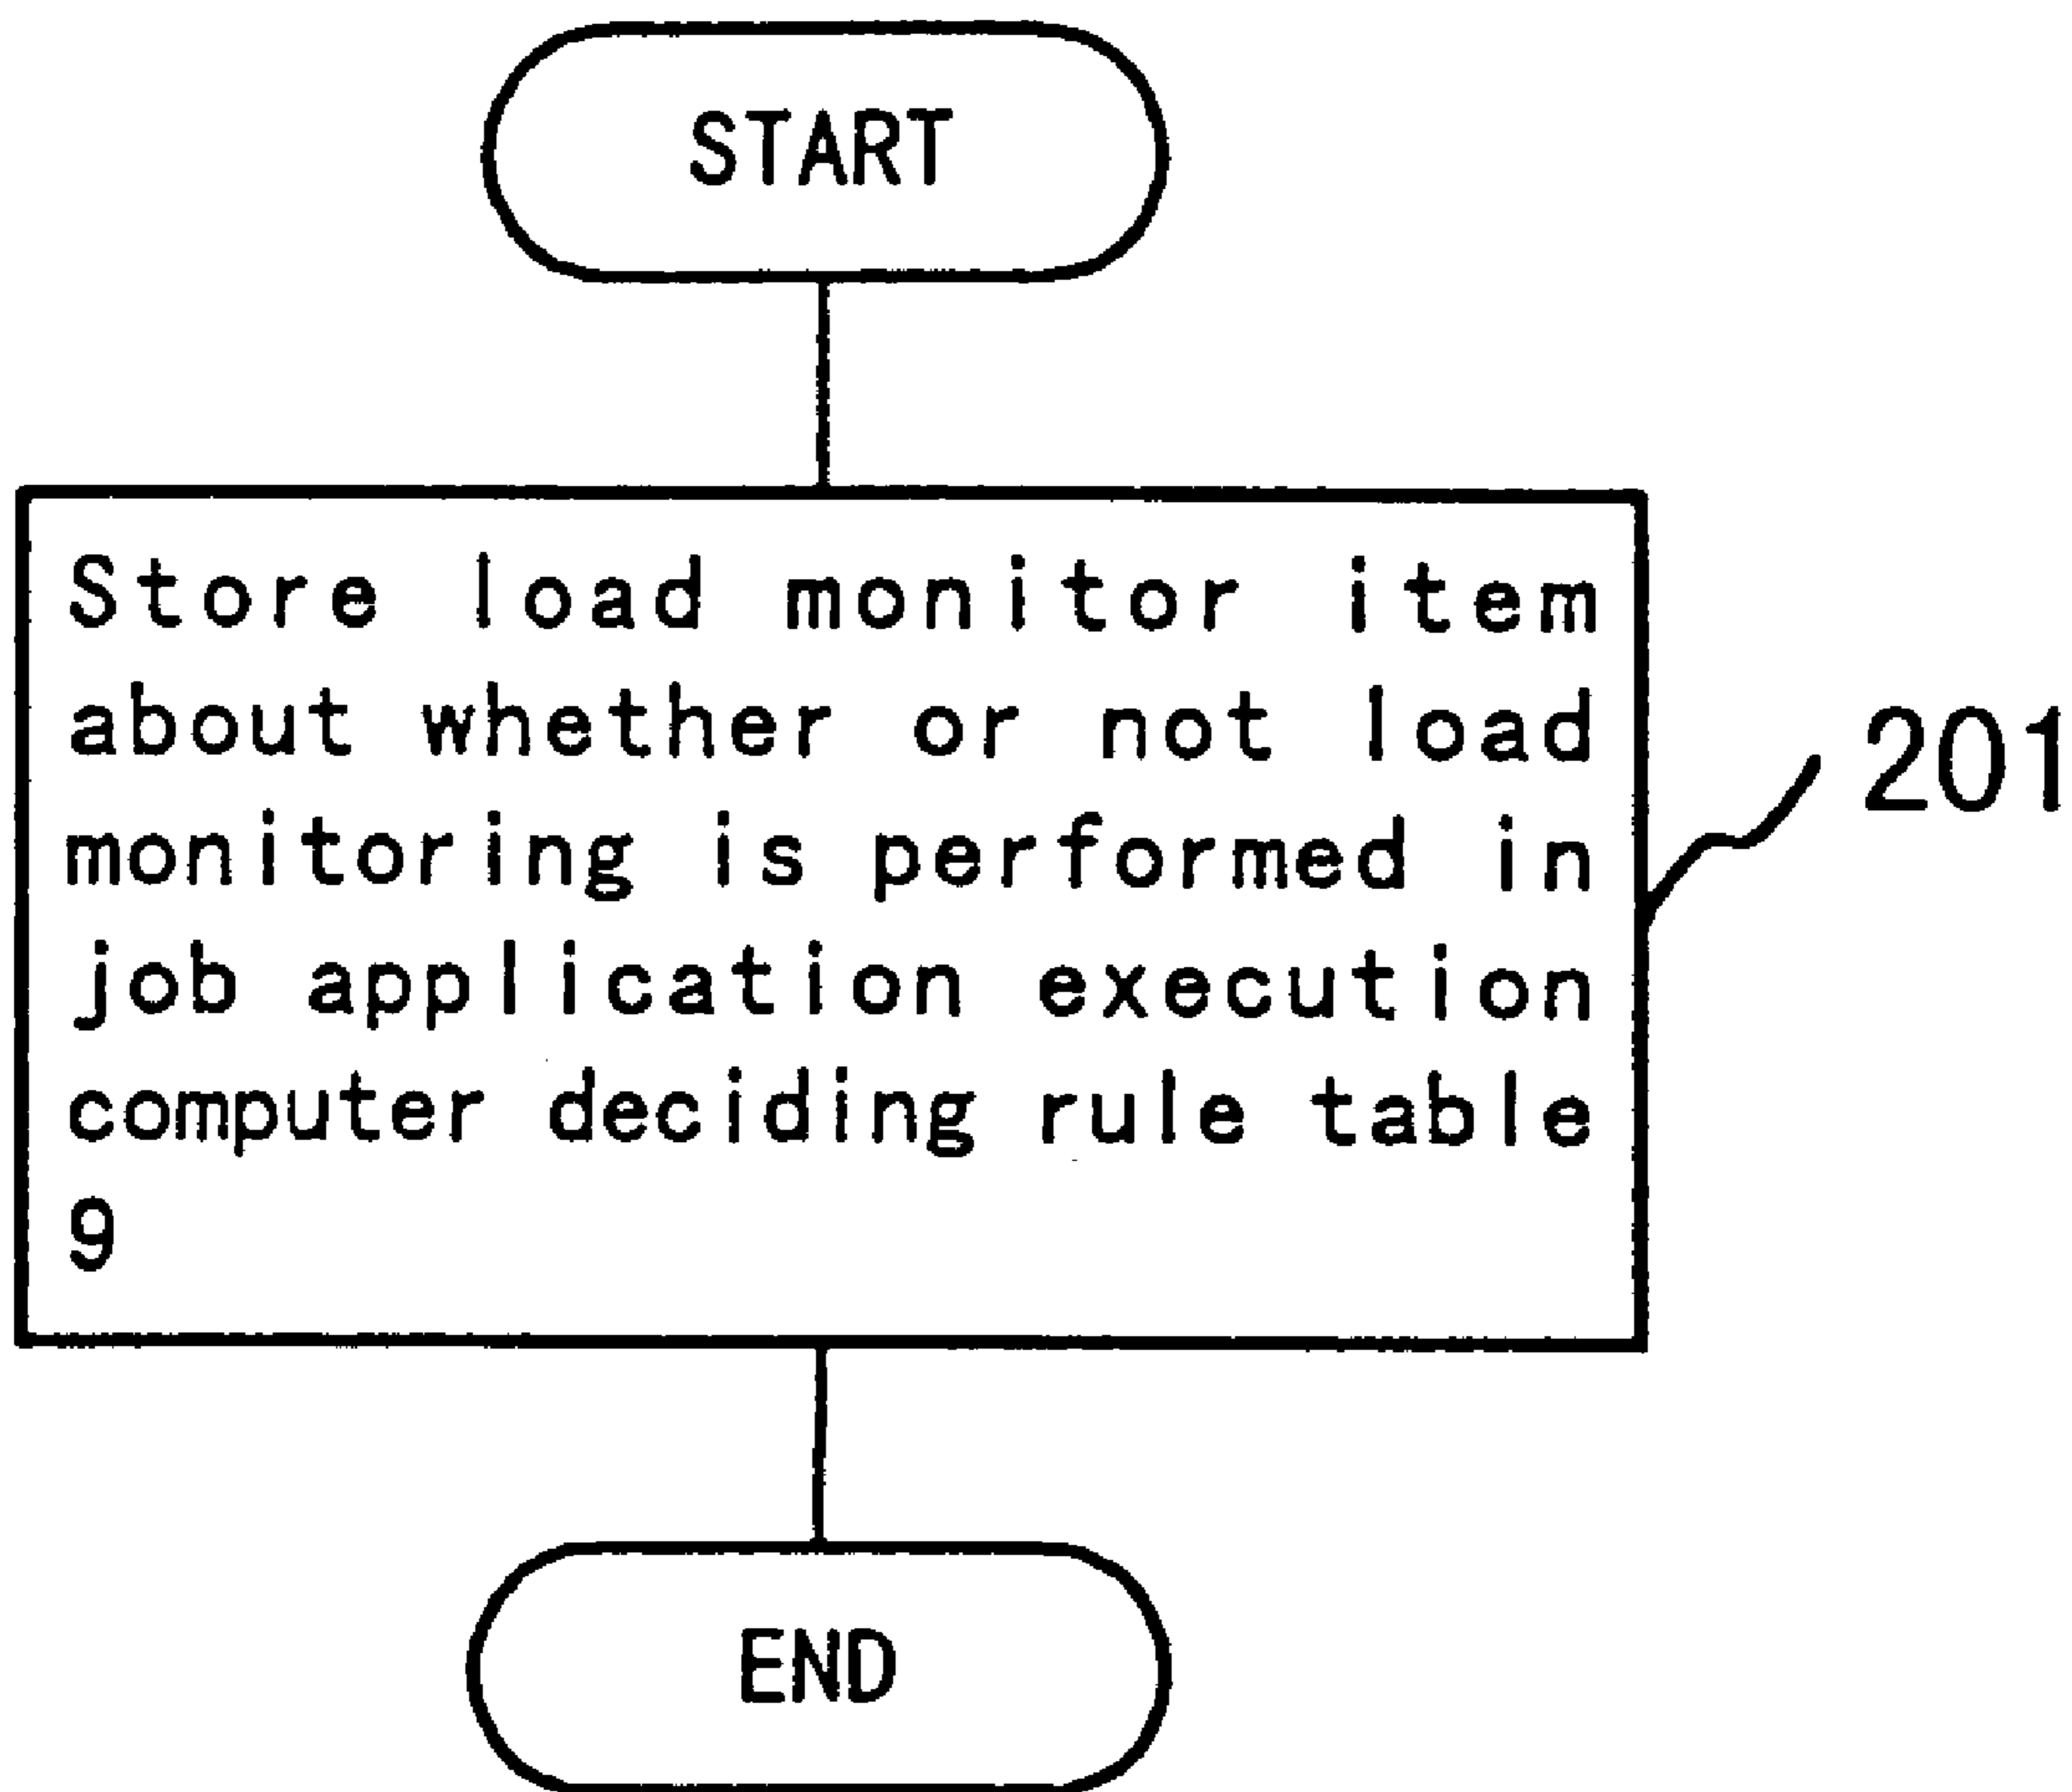 START
Store load monitor item
about whether or not load
monitoring is performed in
job application execution
computer deciding rule table
9
201
END